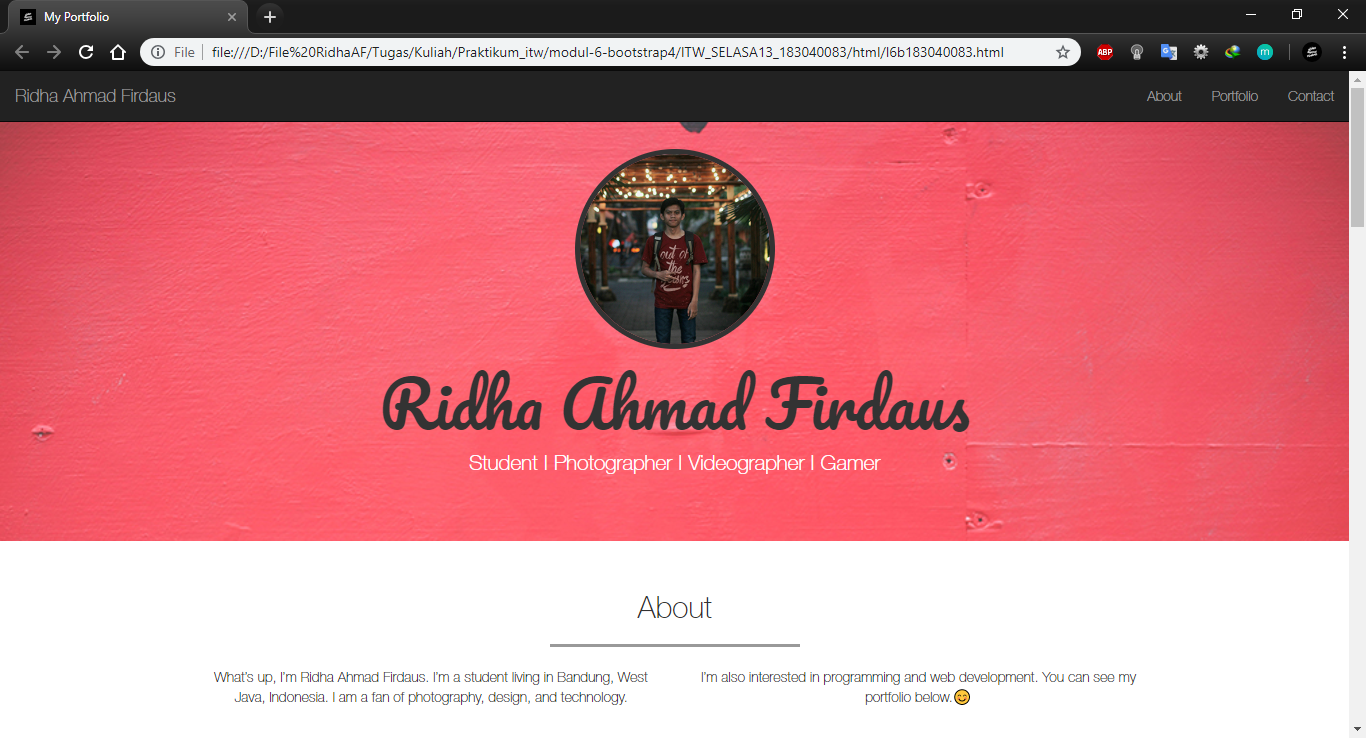 My Portfolio
File file:///D:/File%20RidhaAF/Tugas/Kuliah/Praktikum_itw/modul-6-bootstrap4/ITW_SELASA13_183040083/html/l6b183040083.html
ABP
m
Ridha Ahmad Firdaus
About Portfolio Contact
out of
the
Ridha Ahmad Firdaus
Student | Photographer | Videographer | Gamer
About
What's up, I'm Ridha Ahmad Firdaus. I'm a student living in Bandung, West
Java, Indonesia. I am a fan of photography, design, and technology.
I'm also interested in programming and web development. You can see my
portfolio below.😊